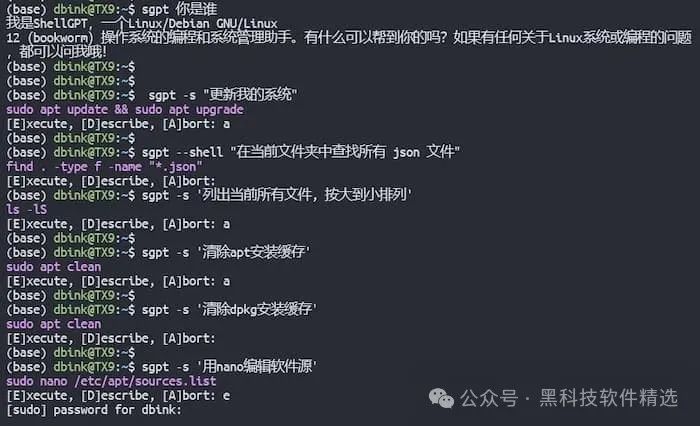 (base) dbink@TX9:~$ sgpt 你是谁
我是ShellGPT, 一个Linux/Debian GNU/Linux
12 (bookworm) 操作系统的编程和系统管理助手。有什么可以帮到你的吗？如果有任何关于Linux系统或编程的问题
，都可以问我哦!
(base) dbink@TX9:~$
(base) dbink@TX9:~$
(base) dbink@TX9:~$  sgpt -s "更新我的系统"
sudo apt update && sudo apt upgrade
[E]xecute, [D]escribe, [A]bort: a
(base) dbink@TX9:~$
(base) dbink@TX9:~$ sgpt --shell "在当前文件夹中查找所有 json 文件"
find . -type f -name "*.json"
[E]xecute, [D]escribe, [A]bort:
(base) dbink@TX9:~$ sgpt -s '列出当前所有文件，按大到小排列'
ls -lS
[E]xecute, [D]escribe, [A]bort: a
(base) dbink@TX9:~$
(base) dbink@TX9:~$ sgpt -s '清除apt安装缓存'
sudo apt clean
[E]xecute, [D]escribe, [A]bort: a
(base) dbink@TX9:~$
(base) dbink@TX9:~$ sgpt -s '清除dpkg安装缓存'
sudo apt clean
[E]xecute, [D]escribe, [A]bort:
(base) dbink@TX9:~$
(base) dbink@TX9:~$ sgpt -s '用nano编辑软件源'
sudo nano /etc/apt/sources.list
[E]xecute, [D]escribe, [A]bort: e
[sudo] password for dbink:
公众号 · 黑科技软件精选